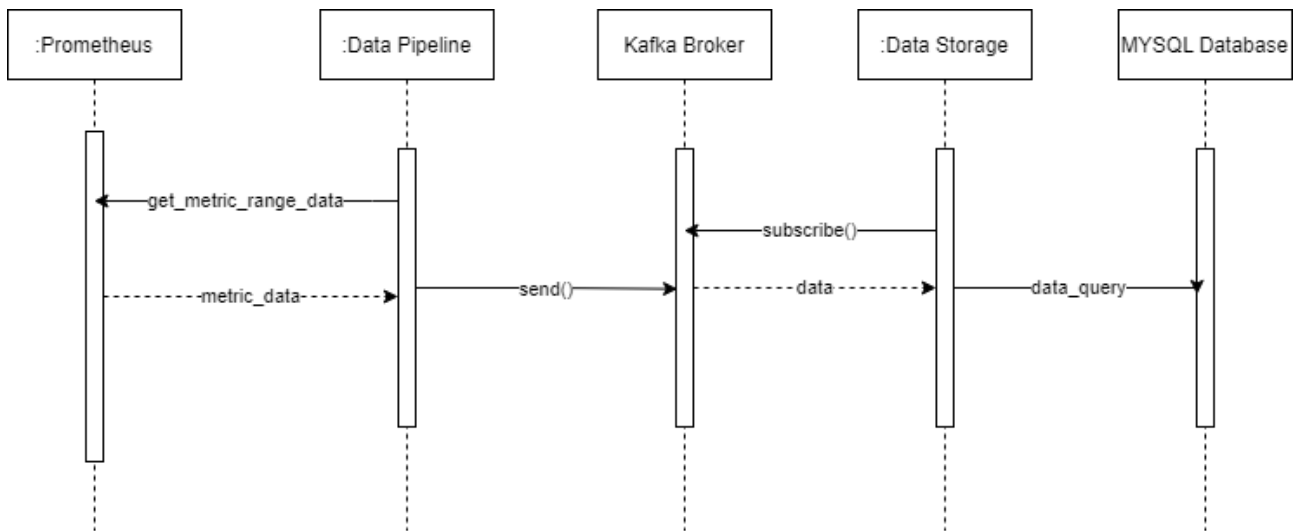 :Prometheus
:Data Pipeline
Kafka Broker
:Data Storage
MYSQL Database
get_metric_range_data
subscribe()
metric_data
send()
data
data_query